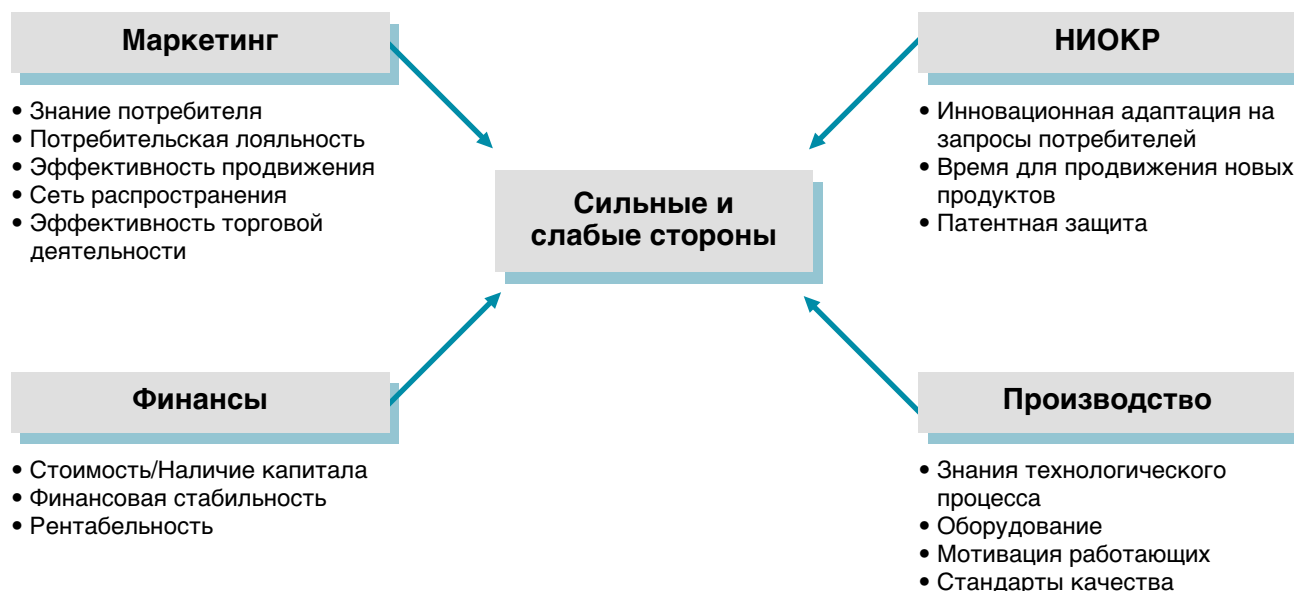 Маркетинг
• Знание потребителя
• Потребительская лояльность
• Эффективность продвижения
• Сеть распространения
• Эффективность торговой
деятельности
НИОКР
• Инновационная адаптация на
запросы потребителей
• Время для продвижения новых
продуктов
• Патентная защита
Сильные и
слабые стороны
Финансы
• Стоимость/Наличие капитала
• Финансовая стабильность
• Рентабельность
Производство
• Знания технологического
процесса
• Оборудование
• Мотивация работающих
• Стандарты качества